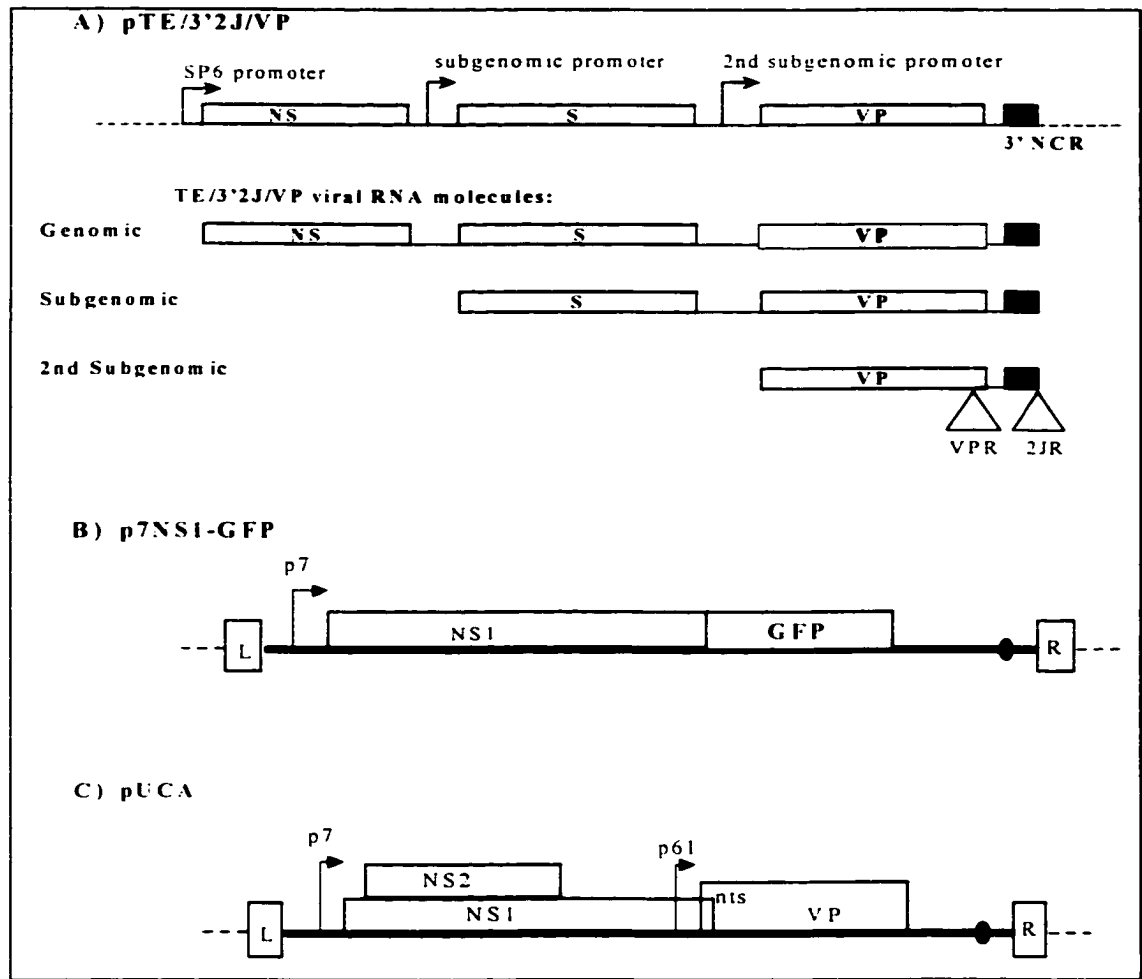 A) pTE/3'2J/VP
SP6 promoter
subgenomic promoter
2nd subgenomic promoter
NS
S
VP
3' NCR
TE/3'2J/VP viral RNA molecules:
Genomic
NS
S
VP
Subgenomic
S
VP
2nd Subgenomic
VP
VPR
2JR
B) p7NS1-GFP
p7
L
NS1
GFP
R
C) pUCA
p7
p61
NS2
nts
L
NS1
VP
R